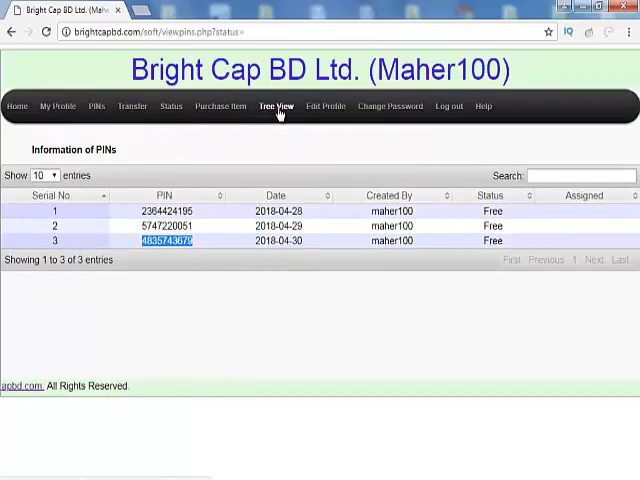 Bright Cap BD Ltd. (Mahe
brightcapbd.com/soft/viewpins.php?status=
Bright Cap BD Ltd. (Maher100)
Home My Profile PINs Transfer Status Purchase Item Tree View Edit Profile Change Password Log out Help
Information of PINs
Show 10 entries Search:
Serial No PIN Date Created By Status Assigned
1 2364424195 2018-04-28 maher100 Free
2 5747220051 2018-04-29 maher100 Free
3 4835743679 2018-04-30 maher100 Free
Showing 1 to 3 of 3 entries First Previous 1 Next Last
apbd.com. All Rights Reserved.